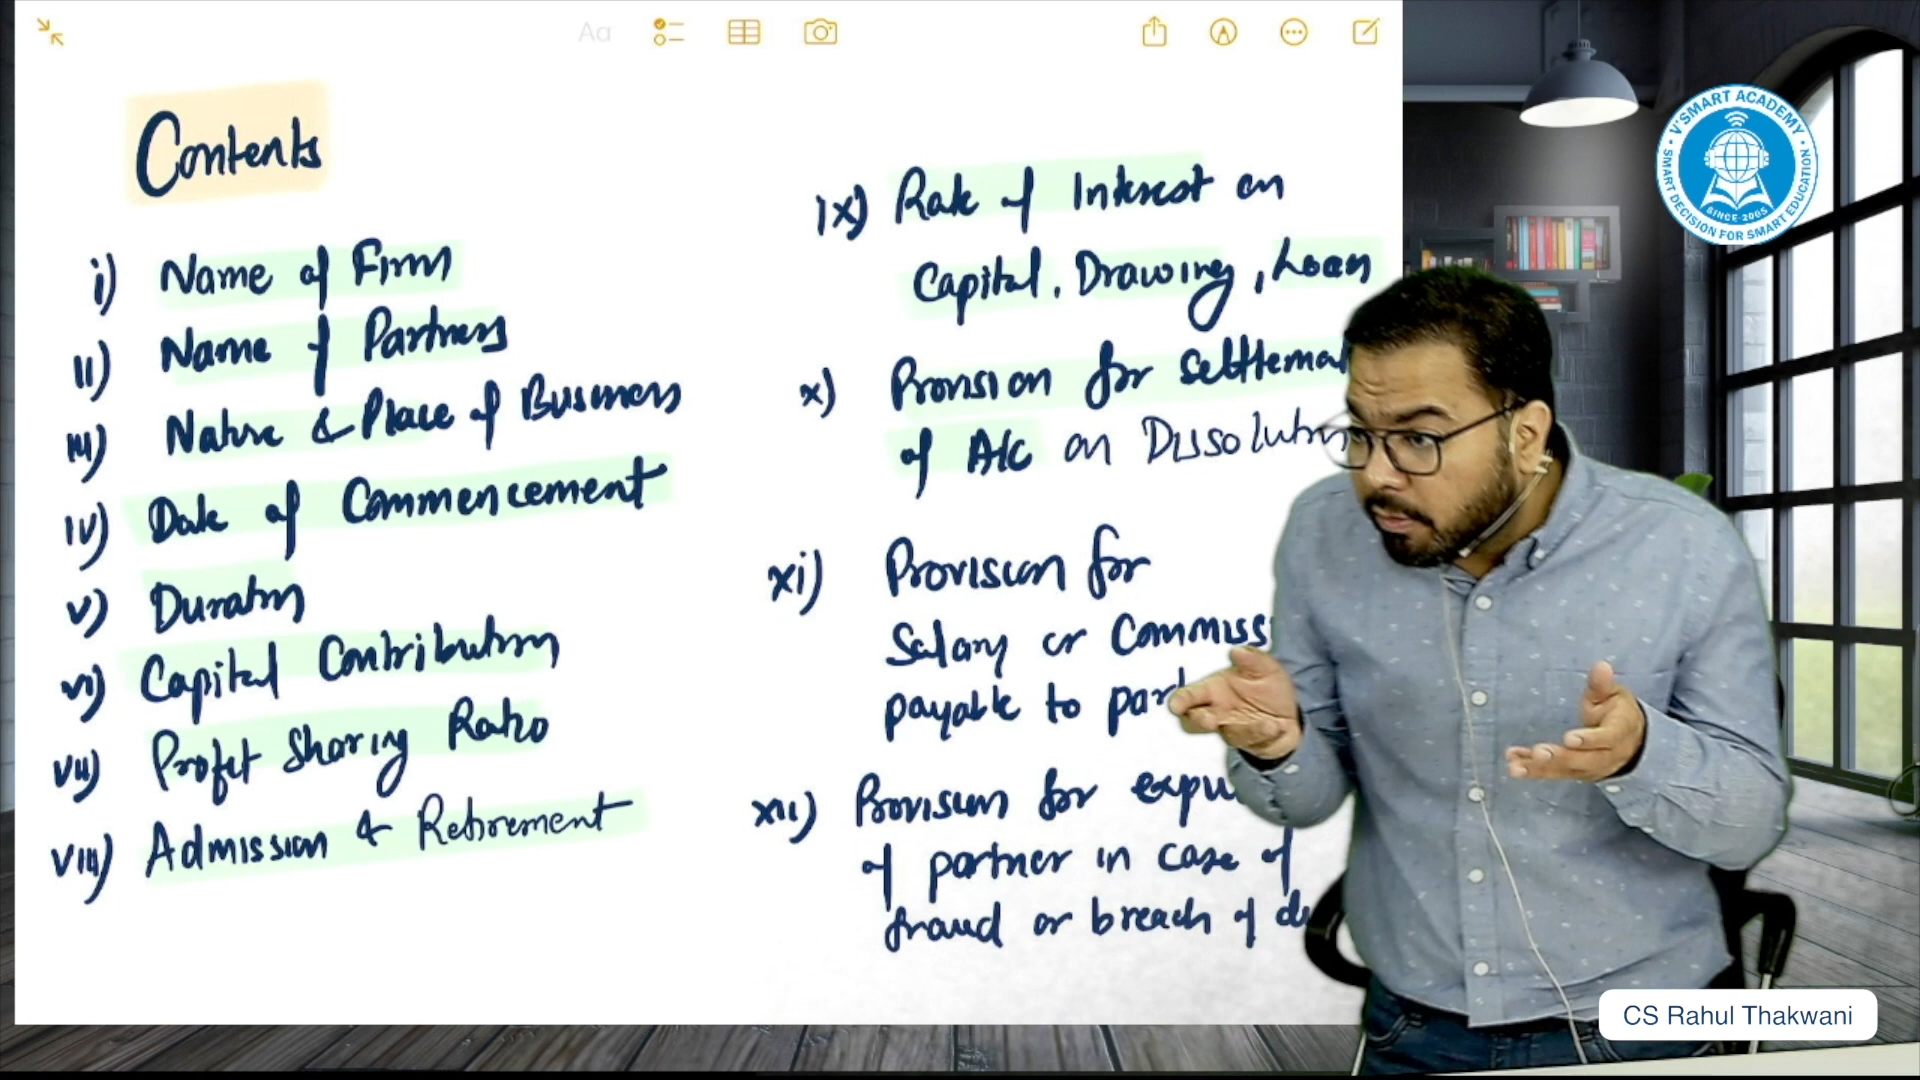 Aa
Contents
i) Name of Firm
ii) Name of Partners
iii) Nature & Place of Business
iv) Date of Commencement
v) Duration
vi) Capital Contribution
vii) Profit Sharing Ratio
viii) Admission & Retirement
ix) Rate of Interest on
Capital, Drawing, Loan
x) Provision for
of A/c on
xi) Provision for
Salary or
payable to
xii) Provision for
of partner in case of
fraud or breach of
V'SMART ACADEMY
SMART DECISION FOR SMART EDUCATION
SINCE-2005
CS Rahul Thakwani